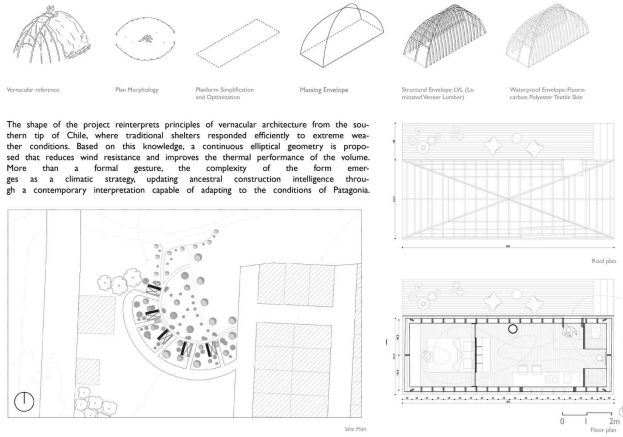 Vernacular reference
Plan Morphology
Planform Simplification
and Optimization
Massing Envelope
Structural Envelope: LVL (La-
minated Veneer Lumber)
Waterproof Envelope: Fluoro-
carbon Polyester Textile Skin
The shape of the project reinterprets principles of vernacular architecture from the sou-
thern tip of Chile, where traditional shelters responded efficiently to extreme wea-
ther conditions. Based on this knowledge, a continuous elliptical geometry is propo-
sed that reduces wind resistance and improves the thermal performance of the volume.
More than a formal gesture, the complexity of the form emer-
ges as a climatic strategy, updating ancestral construction intelligence throu-
gh a contemporary interpretation capable of adapting to the conditions of Patagonia.
Roof plan
Site Plan
0 1 2m
Floor plan